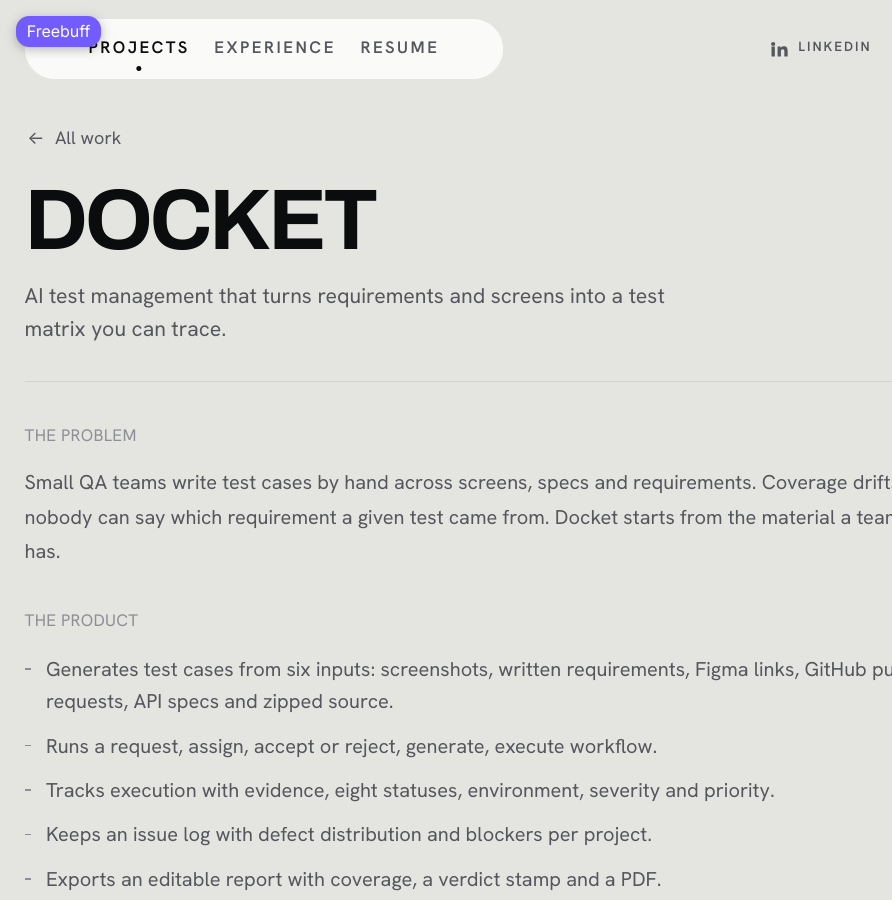 Freebuff
PROJECTS EXPERIENCE RESUME
LINKEDIN
← All work
DOCKET
AI test management that turns requirements and screens into a test
matrix you can trace.
THE PROBLEM
Small QA teams write test cases by hand across screens, specs and requirements. Coverage drift
nobody can say which requirement a given test came from. Docket starts from the material a
has.
THE PRODUCT
- Generates test cases from six inputs: screenshots, written requirements, Figma links, GitHub
requests, API specs and zipped source.
- Runs a request, assign, accept or reject, generate, execute workflow.
- Tracks execution with evidence, eight statuses, environment, severity and priority.
- Keeps an issue log with defect distribution and blockers per project.
- Exports an editable report with coverage, a verdict stamp and a PDF.